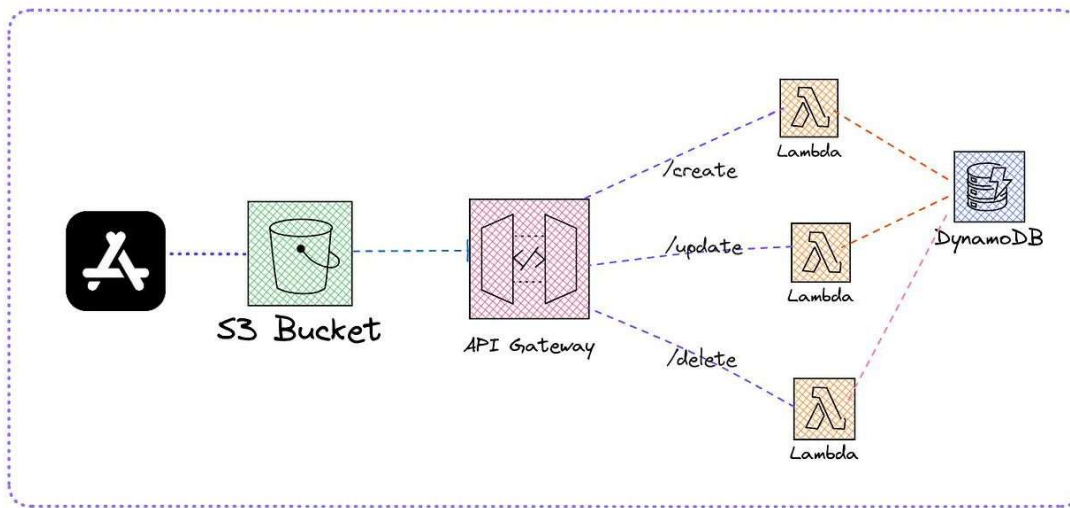 Lambda
/create
DynamoDB
/update
Lambda
S3 Bucket
API Gateway
/delete
Lambda